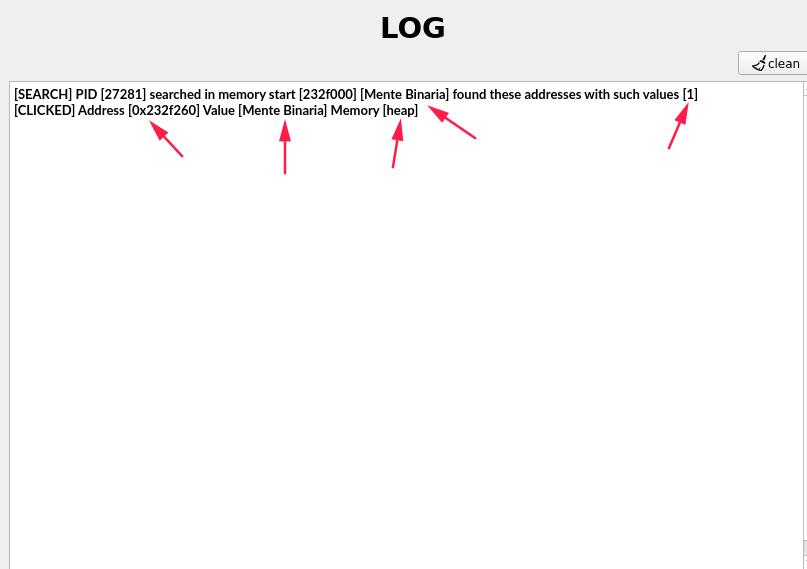 LOG
clean
[SEARCH] PID [27281] searched in memory start [232f000] [Mente Binaria] found these addresses with such values [1]
[CLICKED] Address [0x232f260] Value [Mente Binaria] Memory [heap]